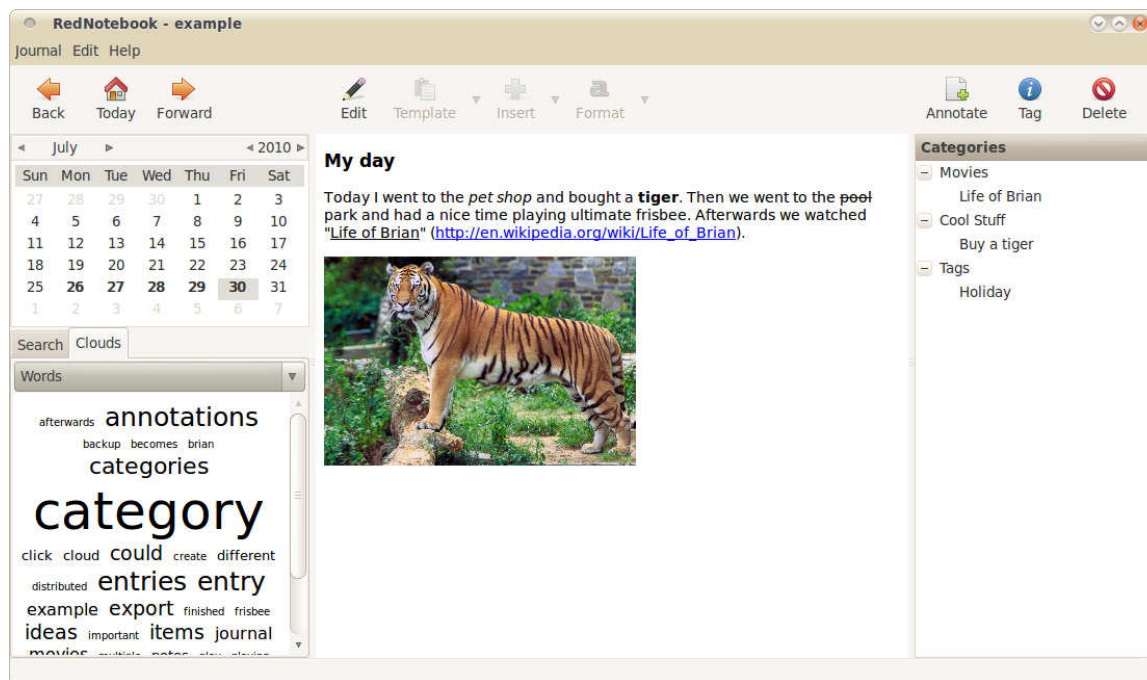 RedNotebook - example
Journal Edit Help
Back Today Forward Edit Template Insert Format Annotate Tag Delete
July 2010
Sun Mon Tue Wed Thu Fri Sat
27 28 29 30 1 2 3
4 5 6 7 8 9 10
11 12 13 14 15 16 17
18 19 20 21 22 23 24
25 26 27 28 29 30 31
1 2 3 4 5 6 7
Search Clouds
Words
afterwards annotations
backup becomes brian
categories
category
click cloud could create different
distributed entries entry
example export finished frisbee
ideas important items journal
movies multiple notes play playing
My day
Today I went to the pet shop and bought a tiger. Then we went to the pool
park and had a nice time playing ultimate frisbee. Afterwards we watched
"Life of Brian" (http://en.wikipedia.org/wiki/Life_of_Brian).
Categories
Movies
Life of Brian
Cool Stuff
Buy a tiger
Tags
Holiday